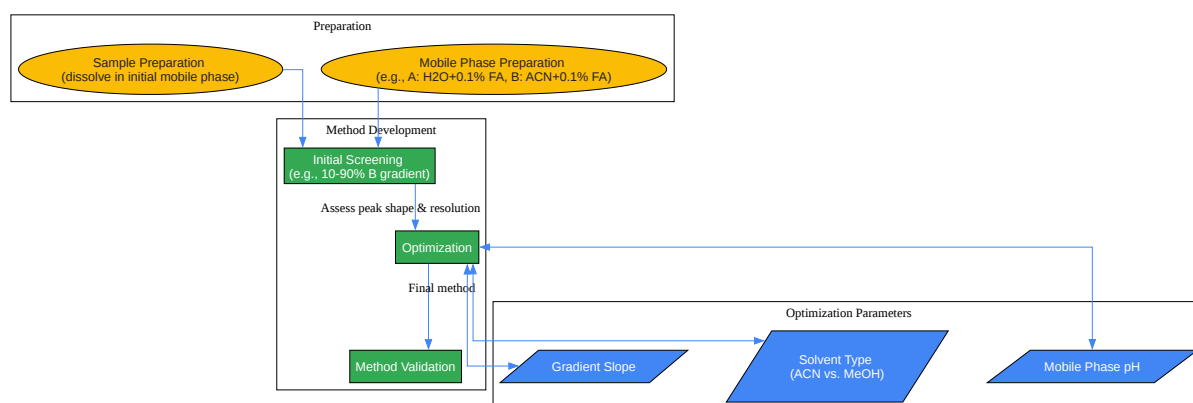 Preparation
Sample Preparation
(dissolve in initial mobile phase)
Mobile Phase Preparation
(e.g., A: H2O+0.1% FA, B: ACN+0.1% FA)
Method Development
Initial Screening
(e.g., 10-90% B gradient)
Assess peak shape & resolution
Optimization
Final method
Method Validation
Optimization Parameters
Gradient Slope
Solvent Type
(ACN vs. MeOH)
Mobile Phase pH